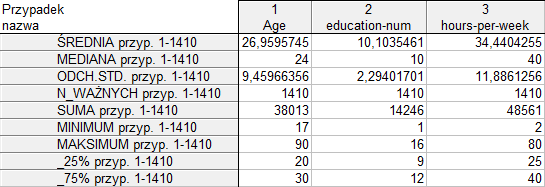 Przypadek 1 2 3
nazwa Age education-num hours-per-week
ŚREDNIA przyp. 1-1410 26,9595745 10,1035461 34,4404255
MEDIANA przyp. 1-1410 24 10 40
ODCH.STD. przyp. 1-1410 9,45966356 2,29401701 11,8861256
N_WAŻNYCH przyp. 1-1410 1410 1410 1410
SUMA przyp. 1-1410 38013 14246 48561
MINIMUM przyp. 1-1410 17 1 2
MAKSIMUM przyp. 1-1410 90 16 80
_25% przyp. 1-1410 20 9 25
_75% przyp. 1-1410 30 12 40